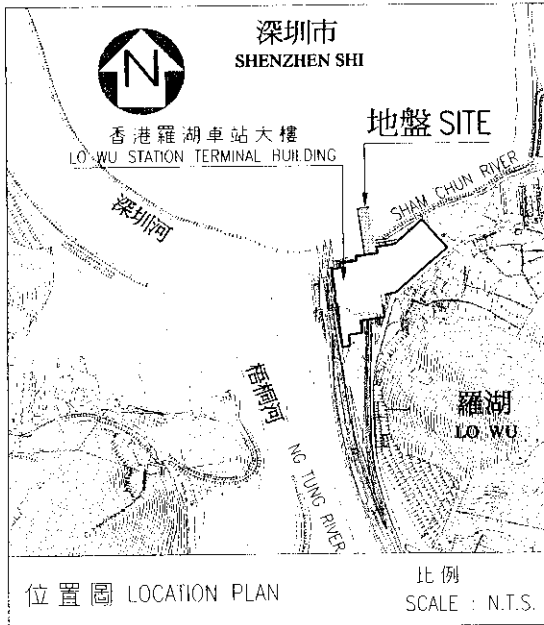 N
深圳市
SHENZHEN SHI
香港羅湖車站大樓
LO WU STATION TERMINAL BUILDING
地盤 SITE
深圳河
SHAM CHUN RIVER
梧桐河
NG TUNG RIVER
羅湖
LO WU
位置圖 LOCATION PLAN
比例
SCALE : N.T.S.